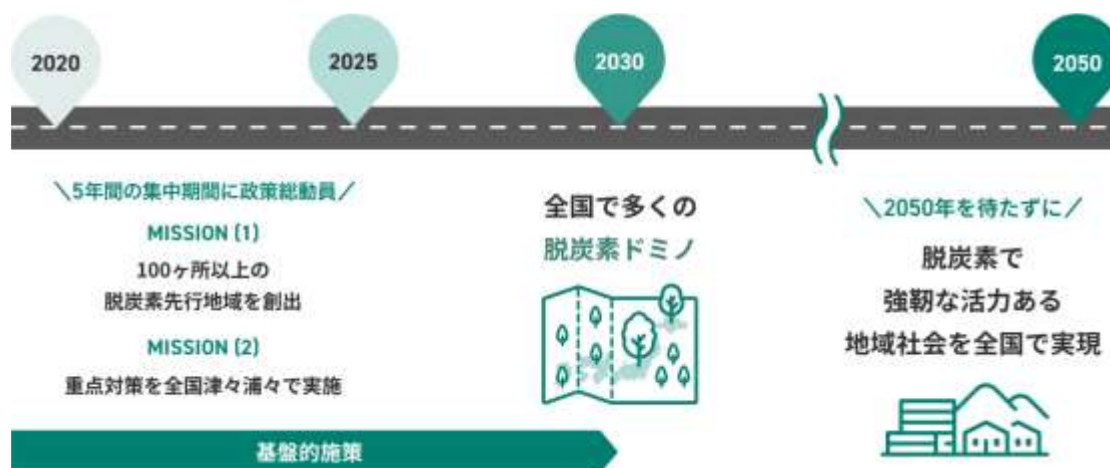 2020
2025
2030
2050
\5年間の集中期間に政策総動員/
MISSION (1)
100ヶ所以上の
脱炭素先行地域を創出
MISSION (2)
重点対策を全国津々浦々で実施
基盤的施策
全国で多くの
脱炭素ドミノ
\2050年を待たずに/
脱炭素で
強靭な活力ある
地域社会を全国で実現